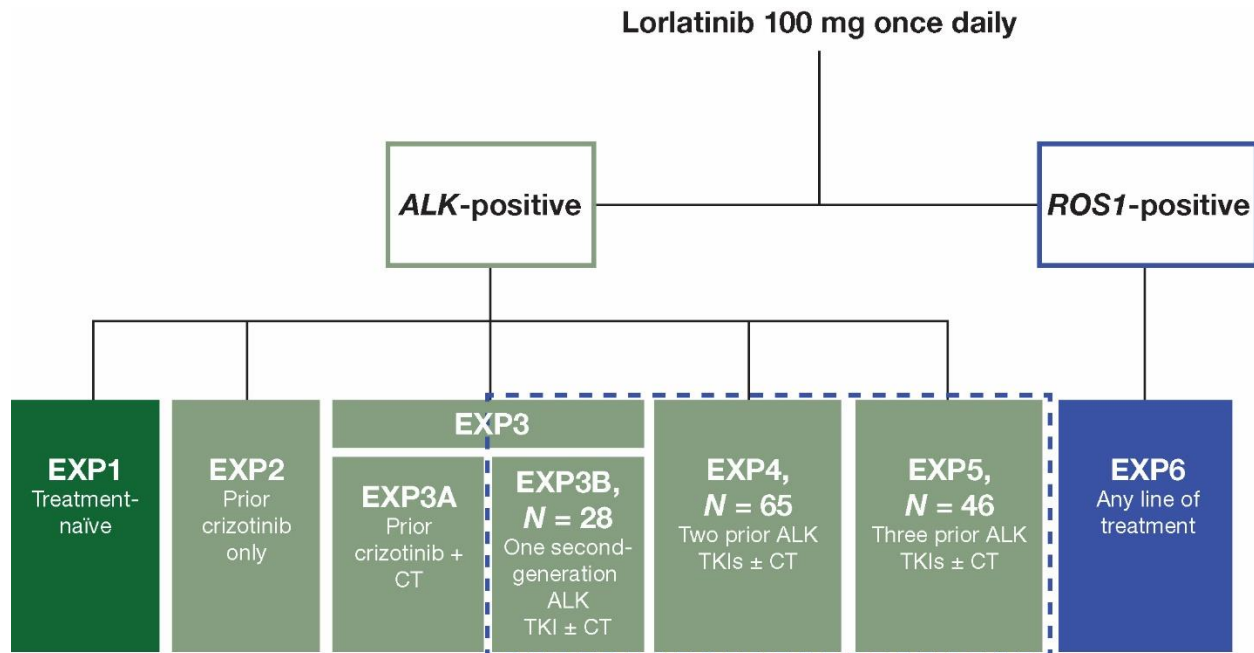 Lorlatinib 100 mg once daily
ALK-positive
ROS1-positive
EXP1
Treatment-
naïve
EXP2
Prior
crizotinib
only
EXP3
EXP3A
Prior
crizotinib +
CT
EXP3B,
N = 28
One second-
generation
ALK
TKI ± CT
EXP4,
N = 65
Two prior ALK
TKIs ± CT
EXP5,
N = 46
Three prior ALK
TKIs ± CT
EXP6
Any line of
treatment